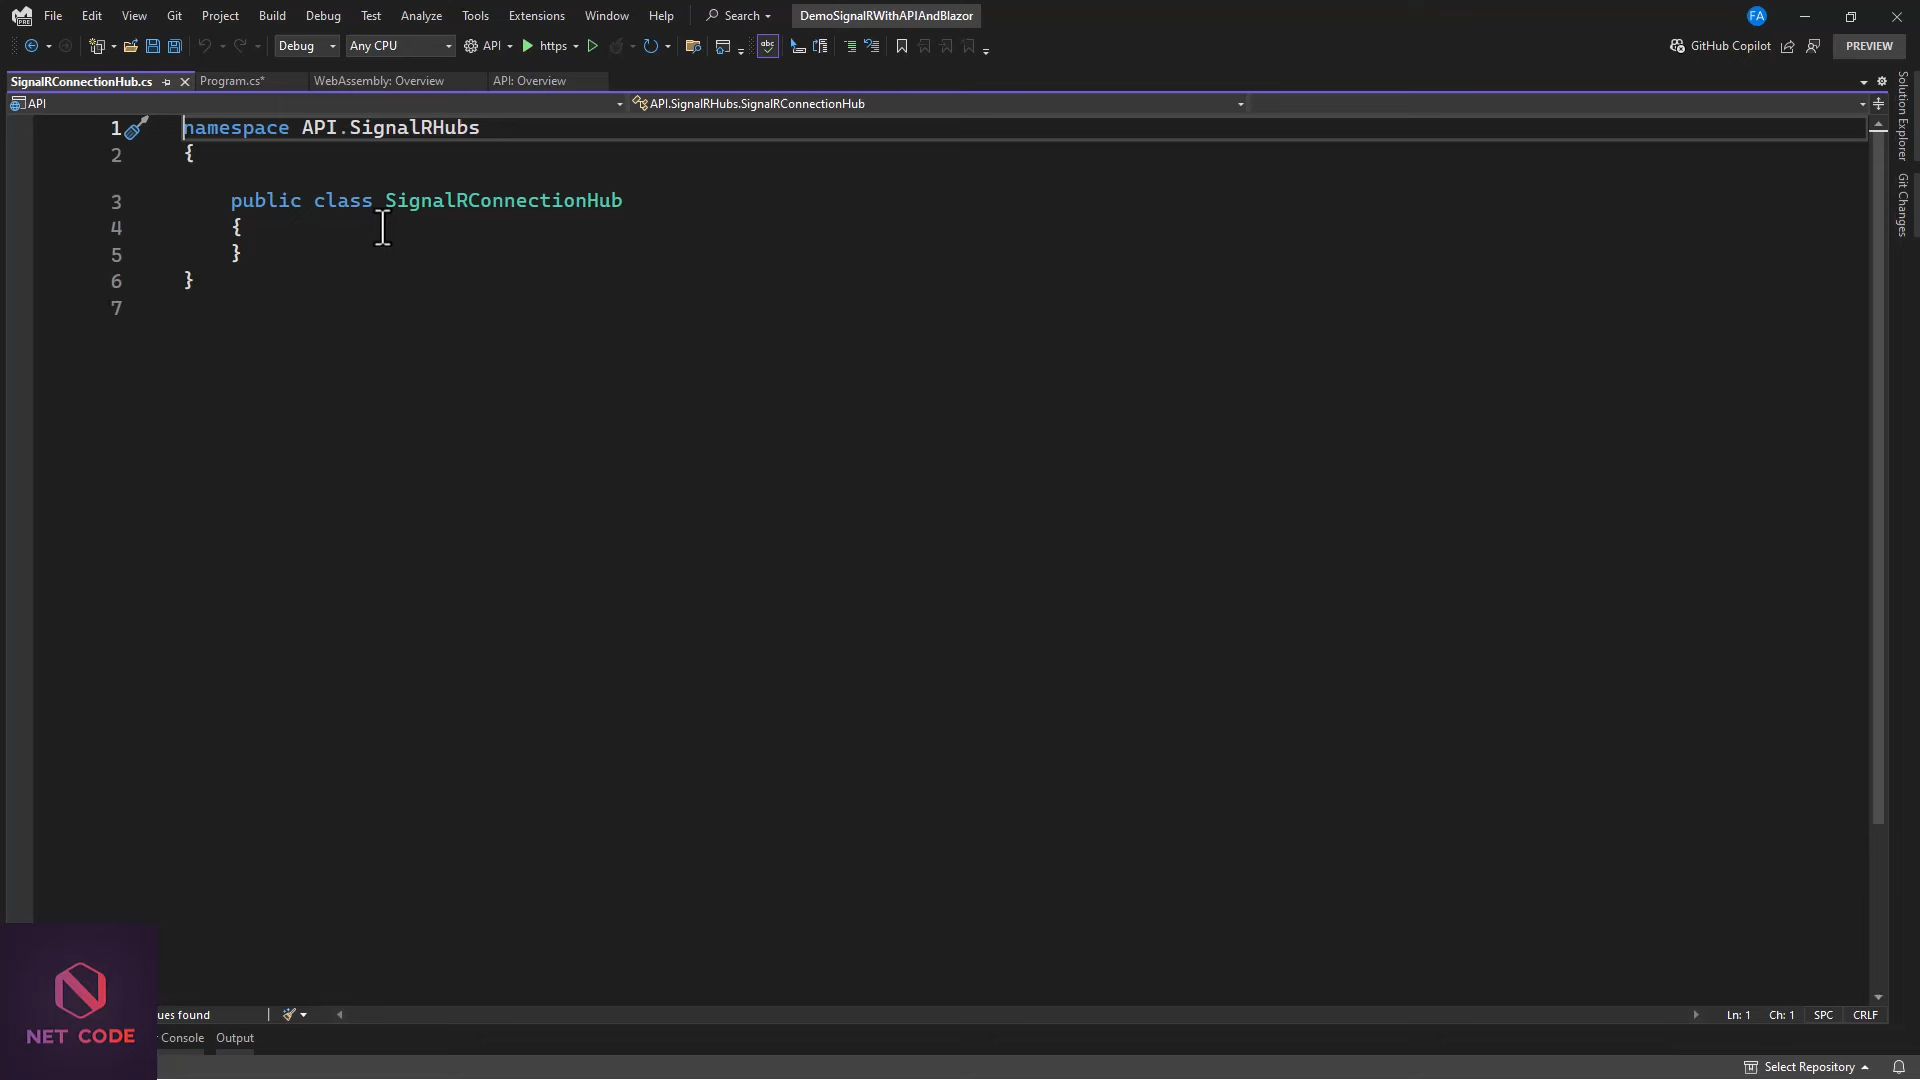 File Edit View Git Project Build Debug Test Analyze Tools Extensions Window Help Search DemoSignalRWithAPIAndBlazor FA
Debug Any CPU API https GitHub Copilot PREVIEW
SignalRConnectionHub.cs Program.cs* WebAssembly: Overview API: Overview
API API.SignalRHubs.SignalRConnectionHub
1 namespace API.SignalRHubs
2 {
3 public class SignalRConnectionHub
4 {
5 }
6 }
7
Solution Explorer
Git Changes
NET CODE
ues found Ln: 1 Ch: 1 SPC CRLF
Console Output
Select Repository